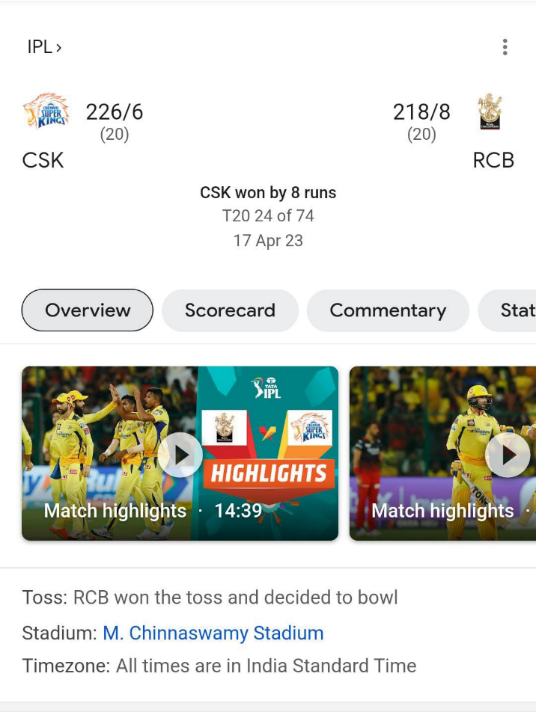 IPL ›
CHENNAI SUPER KINGS
226/6
(20)
CSK
218/8
(20)
RCB
CSK won by 8 runs
T20 24 of 74
17 Apr 23
Overview
Scorecard
Commentary
Stat
TATA IPL
SUPER KINGS
HIGHLIGHTS
Match highlights · 14:39
Match highlights ·
Toss: RCB won the toss and decided to bowl
Stadium: M. Chinnaswamy Stadium
Timezone: All times are in India Standard Time